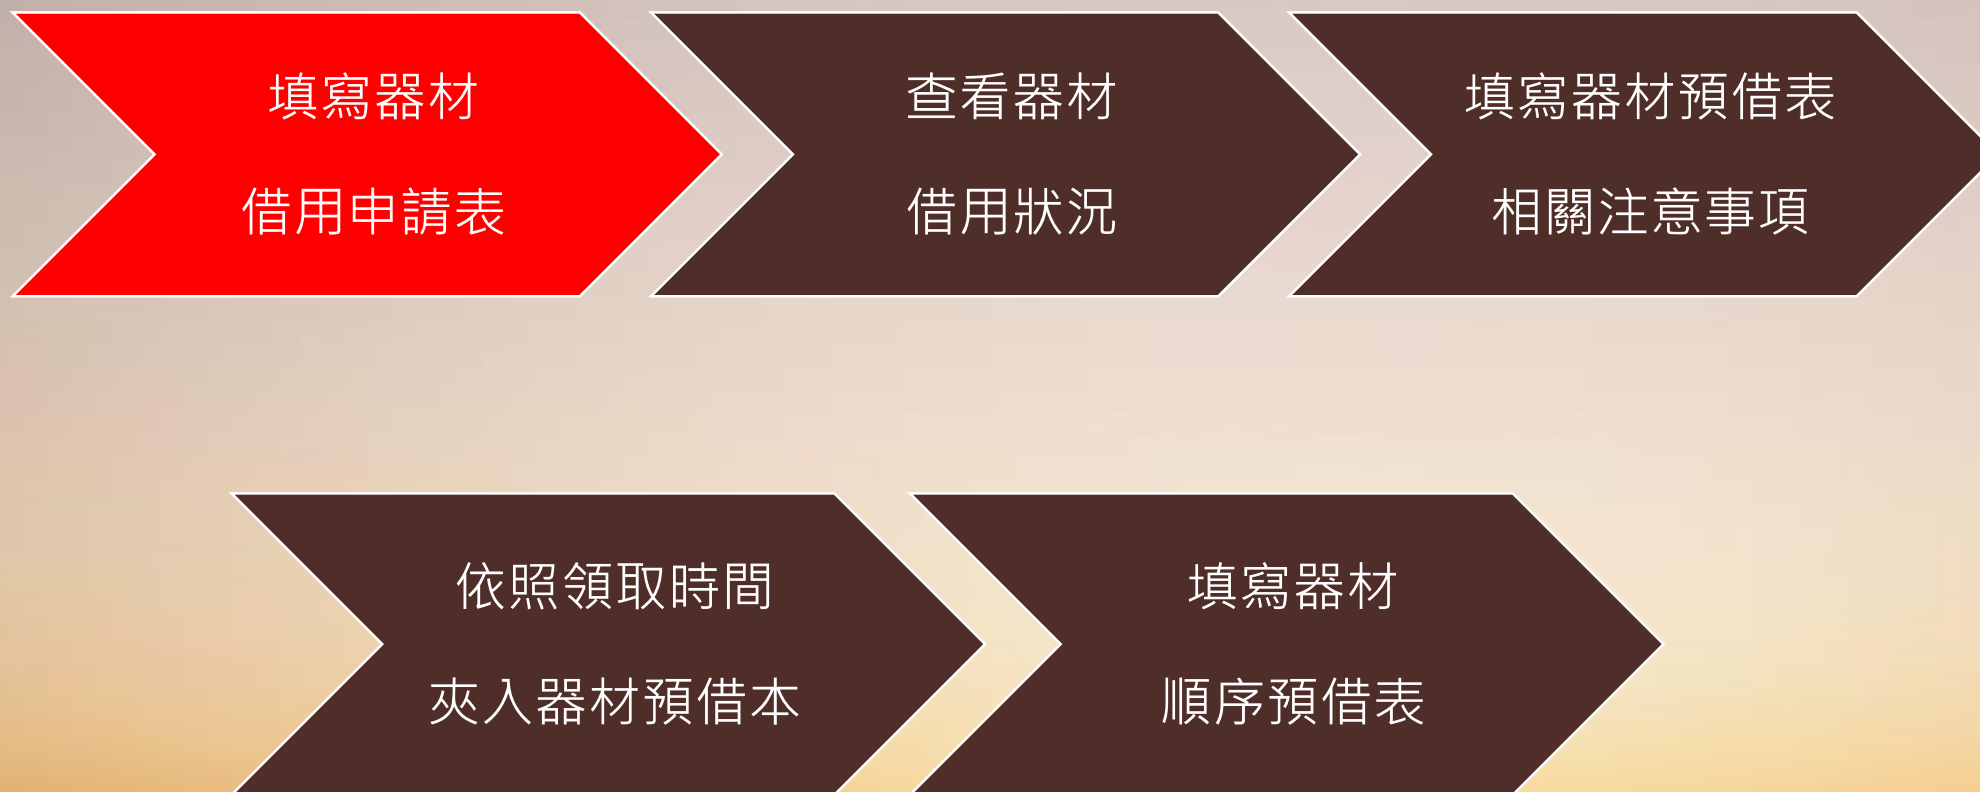 填寫器材
借用申請表
查看器材
借用狀況
填寫器材預借表
相關注意事項
依照領取時間
夾入器材預借本
填寫器材
順序預借表